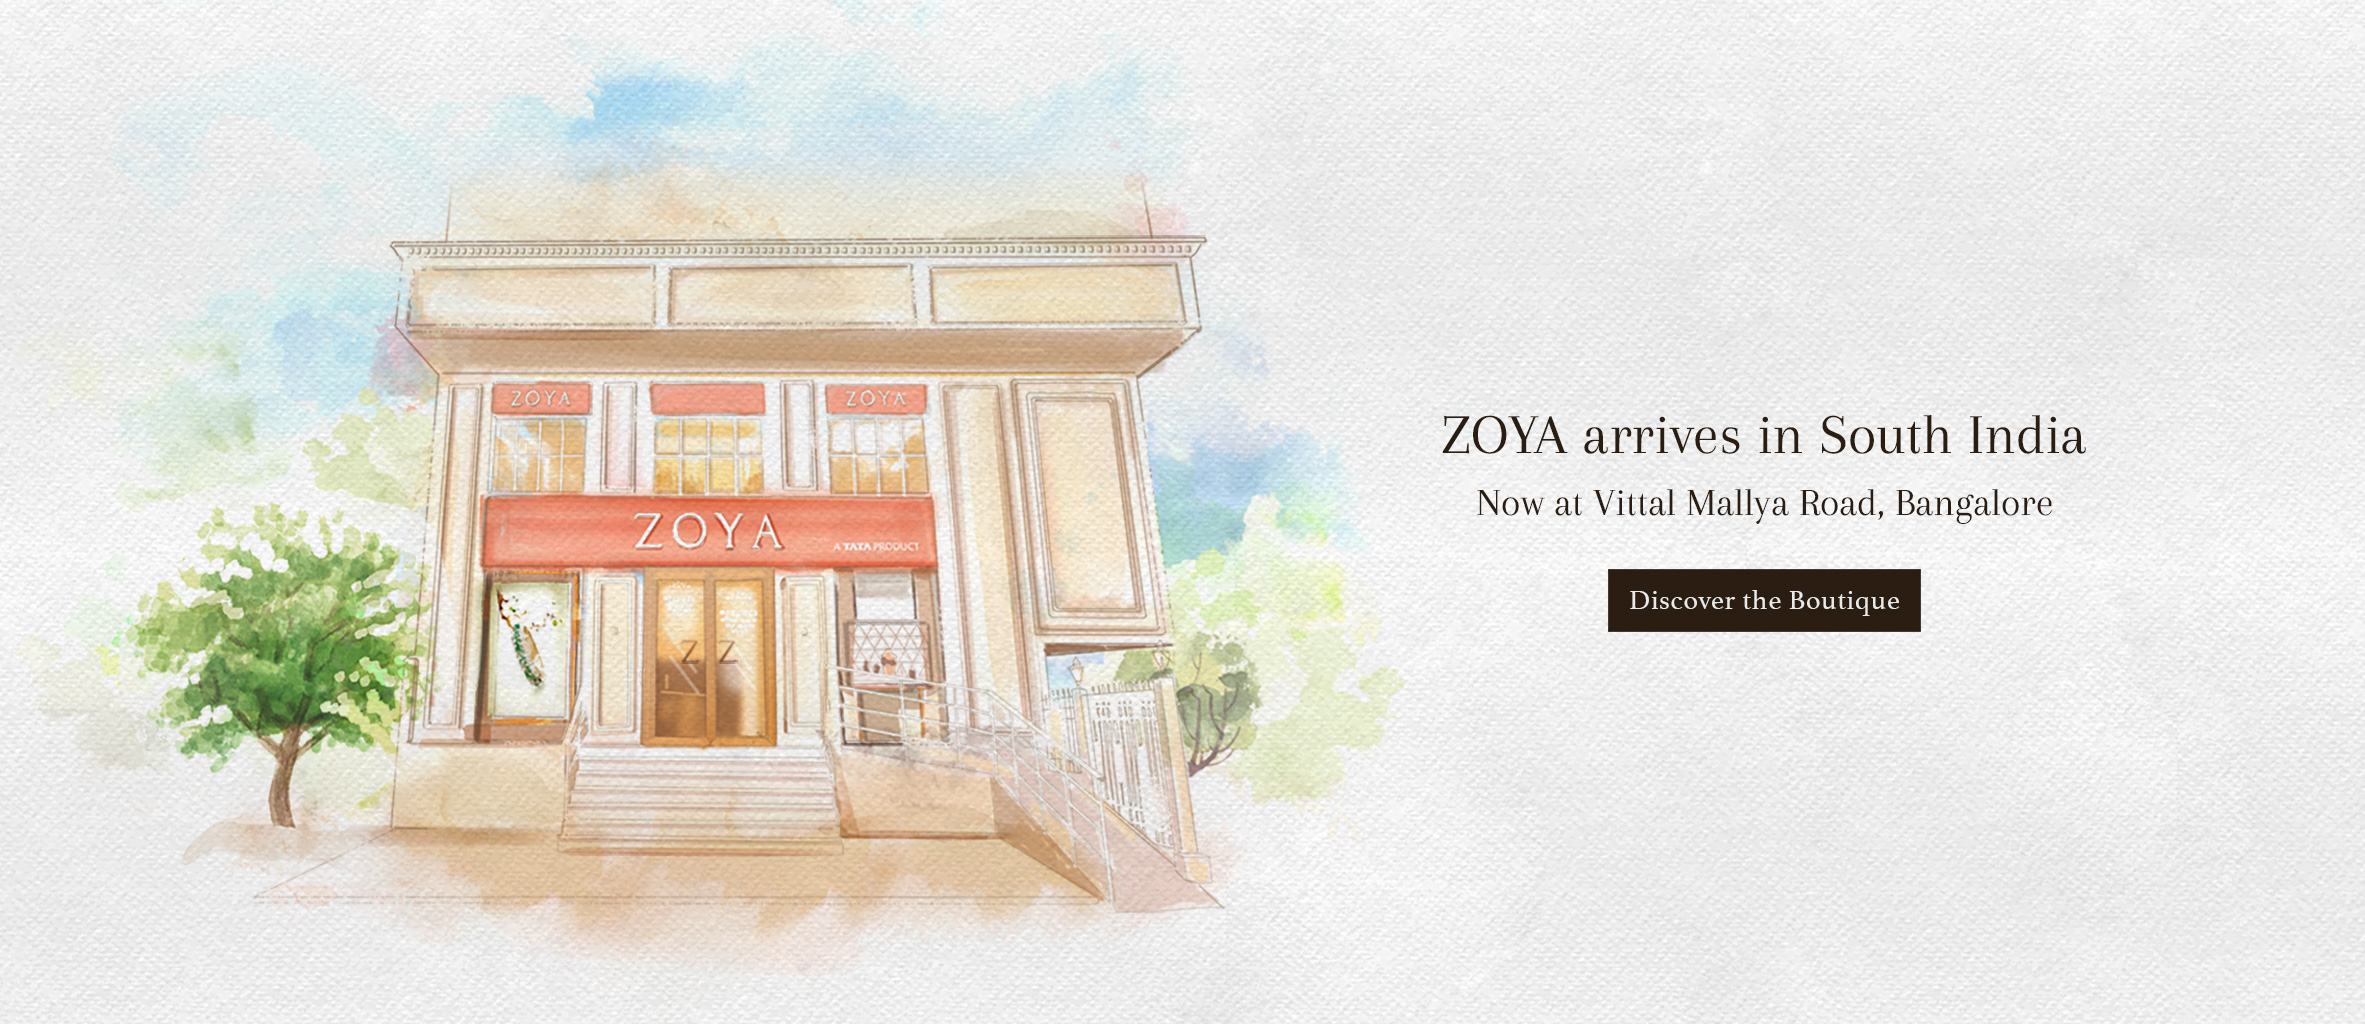 ZOYA
ZOYA
ZOYA
A TATA PRODUCT
Z Z
ZOYA arrives in South India
Now at Vittal Mallya Road, Bangalore
Discover the Boutique